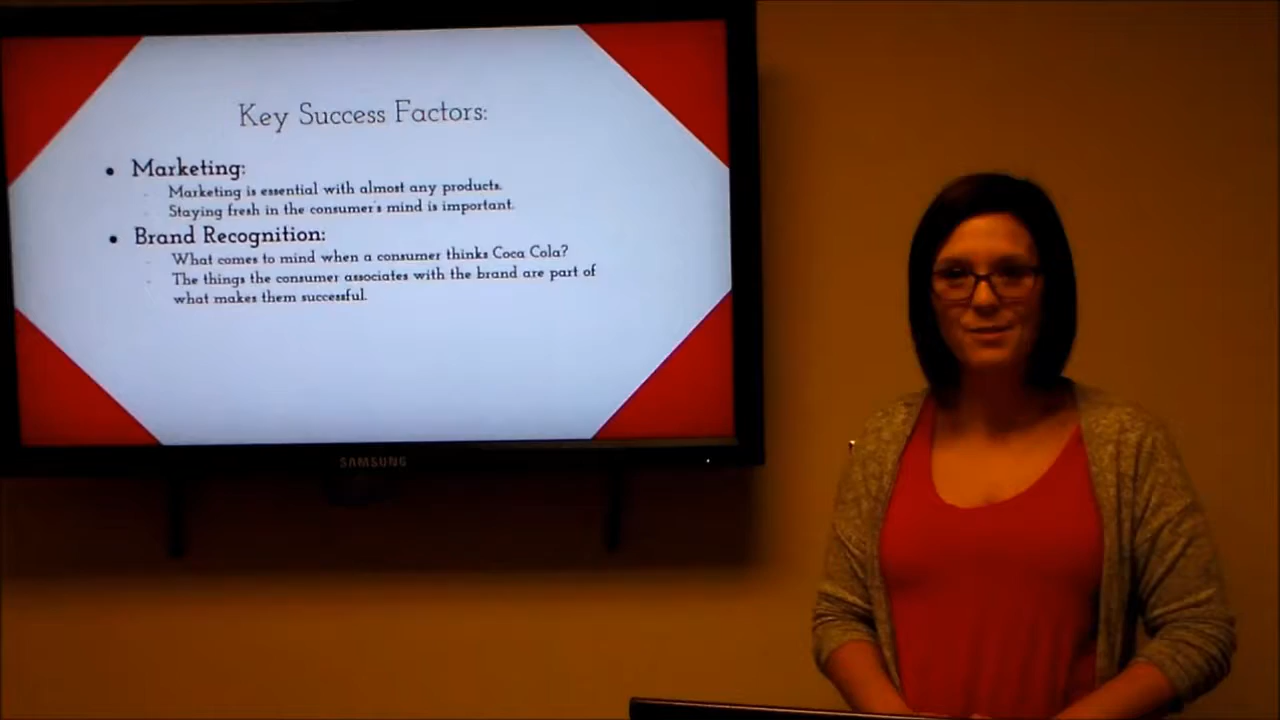 Key Success Factors:
Marketing:
Marketing is essential with almost any products.
Staying fresh in the consumer's mind is important.
Brand Recognition:
What comes to mind when a consumer thinks Coca Cola?
The things the consumer associates with the brand are part of
what makes them successful.
SAMSUNG